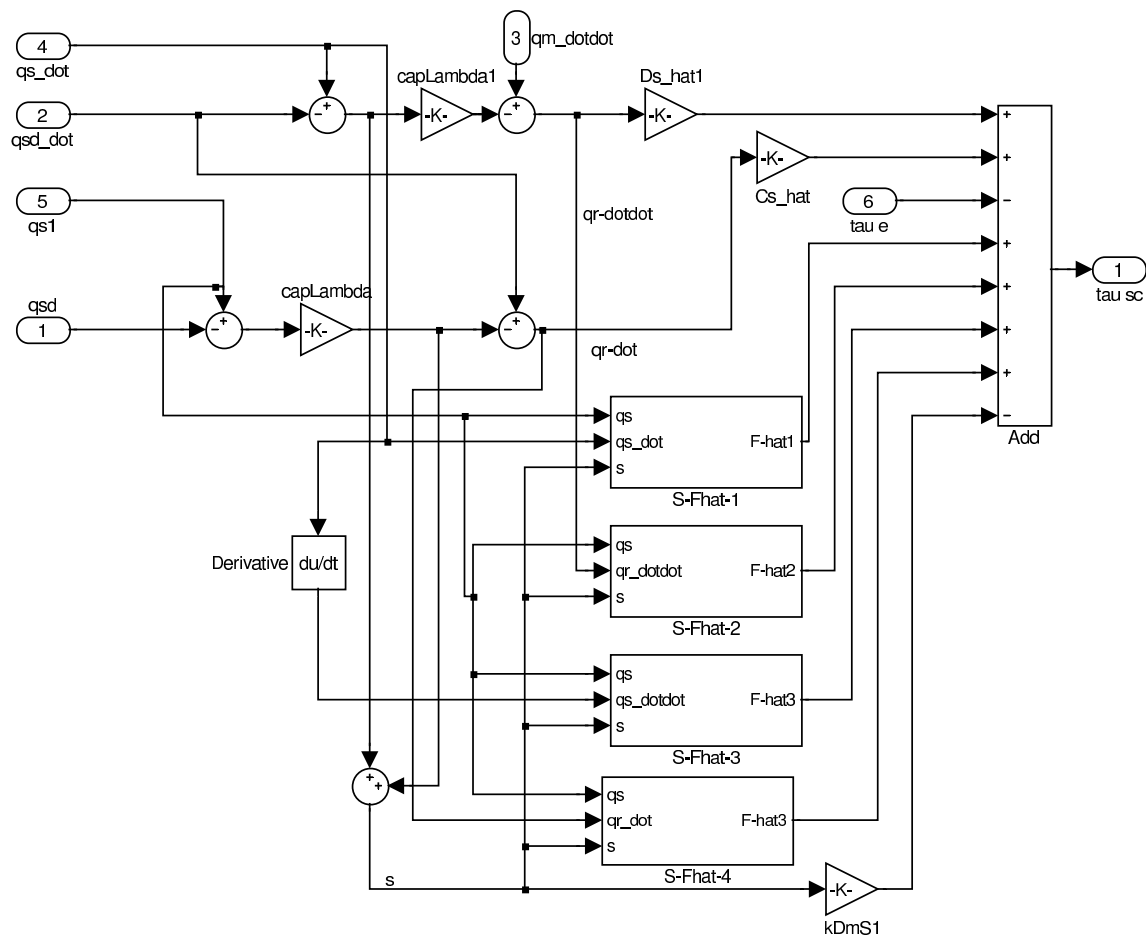 4
qs_dot
3
qm_dotdot
capLambda1
Ds_hat1
+
−
-K-
+
−
-K-
2
qsd_dot
+
+
-K-
Cs_hat
5
qs1
6
tau e
−
qr-dotdot
+
1
tau sc
capLambda
qsd
1
+
−
-K-
+
−
qr-dot
+
+
+
−
Add
qs
qs_dot
s
F-hat1
S-Fhat-1
Derivative
du/dt
qs
qr_dotdot
s
F-hat2
S-Fhat-2
qs
qs_dotdot
s
F-hat3
S-Fhat-3
+
+
qs
qr_dot
s
F-hat3
S-Fhat-4
s
-K-
kDmS1